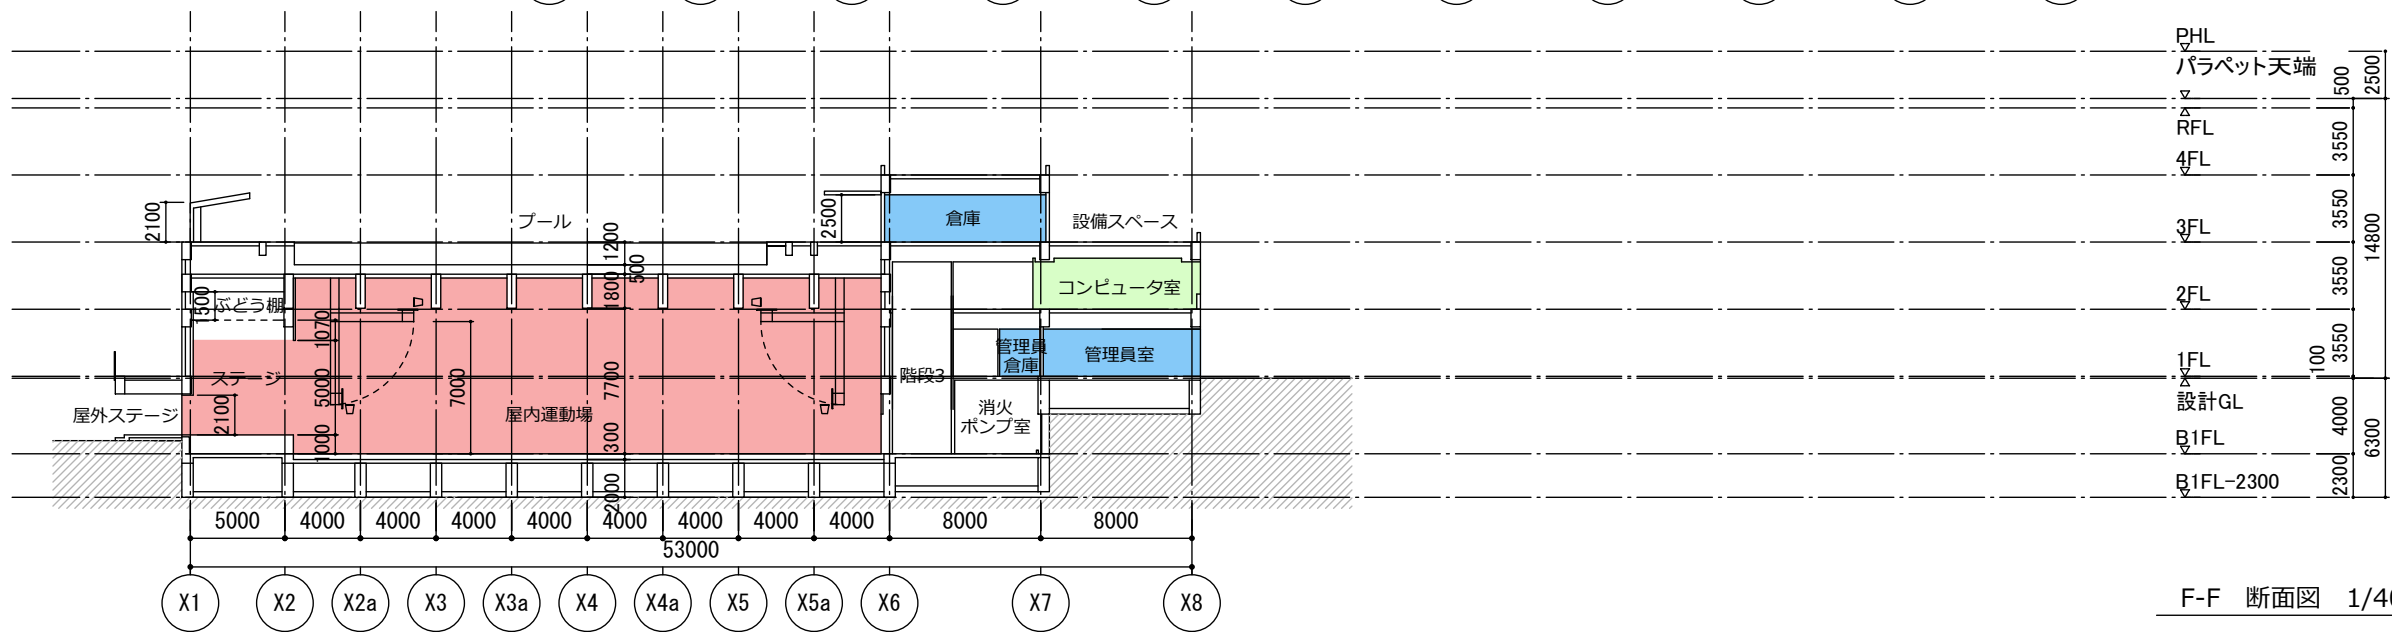 PHL
パラペット天端
500
2500
RFL
3550
4FL
2100
プール
2500
倉庫
設備スペース
3FL
3550
14800
1200
500
コンピュータ室
1500
ぶどう棚
1800
2FL
3550
1070
管理員
倉庫
管理員室
1FL
3550
100
ステージ
5000
7000
7700
階段3
屋外ステージ
2100
屋内運動場
消火
ポンプ室
設計GL
4000
6300
1000
300
B1FL
2000
B1FL-2300
2300
5000 4000 4000 4000 4000 4000 4000 4000 4000 8000 8000
53000
X1 X2 X2a X3 X3a X4 X4a X5 X5a X6 X7 X8
F-F 断面図 1/40